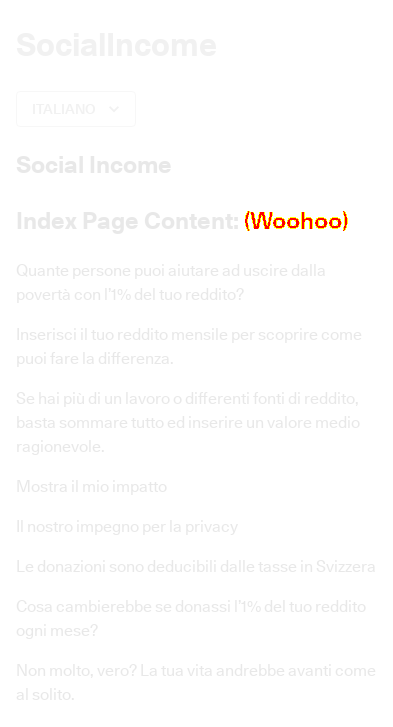 SocialIncome
ITALIANO
Social Income
Index Page Content: (Woohoo)
Quante persone puoi aiutare ad uscire dalla
povertà con l'1% del tuo reddito?
Inserisci il tuo reddito mensile per scoprire come
puoi fare la differenza.
Se hai più di un lavoro o differenti fonti di reddito,
basta sommare tutto ed inserire un valore medio
ragionevole.
Mostra il mio impatto
Il nostro impegno per la privacy
Le donazioni sono deducibili dalle tasse in Svizzera
Cosa cambierebbe se donassi l'1% del tuo reddito
ogni mese?
Non molto, vero? La tua vita andrebbe avanti come
al solito.